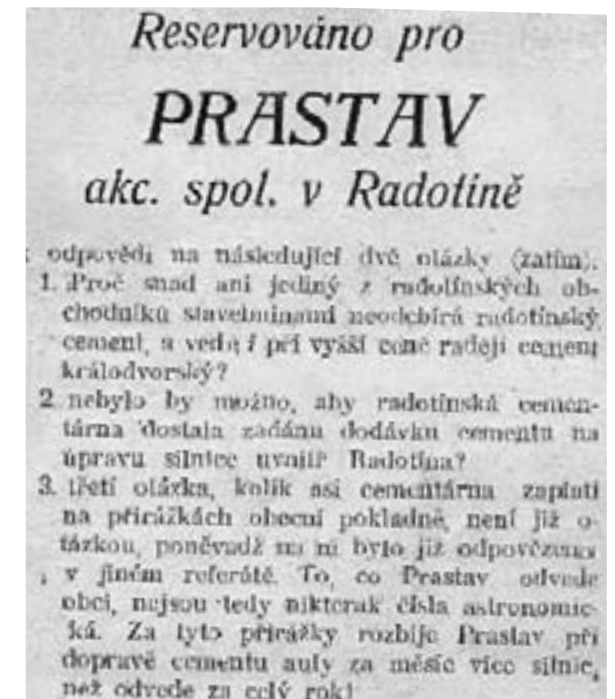 Reservováno pro
PRASTAV
akc. spol. v Radotíně
k odpovědi na následující dvě otázky (zatím).
1. Proč snad ani jediný z radotínských ob-
chodníků stavebninami neodebírá radotínský
cement, a vedą i při vyšší ceně raději cement
králodvorský?
2. nebylo by možno, aby radotínská cemen-
tárna dostala zadánu dodávku cementu na
úpravu silnice uvnitř Radotína?
3. třetí otázka, kolik asi cementárna zaplatí
na přirážkách obecní pokladně, není již o-
tázkou, poněvadž na ni bylo již odpovězeno
v jiném referátě. To, co Prastav odvede
obci, nejsou tedy nikterak čísla astronomic-
ká. Za tyto přirážky rozbije Prastav při
dopravě cementu auty za měsíc více silnic,
než odvede za celý rok!